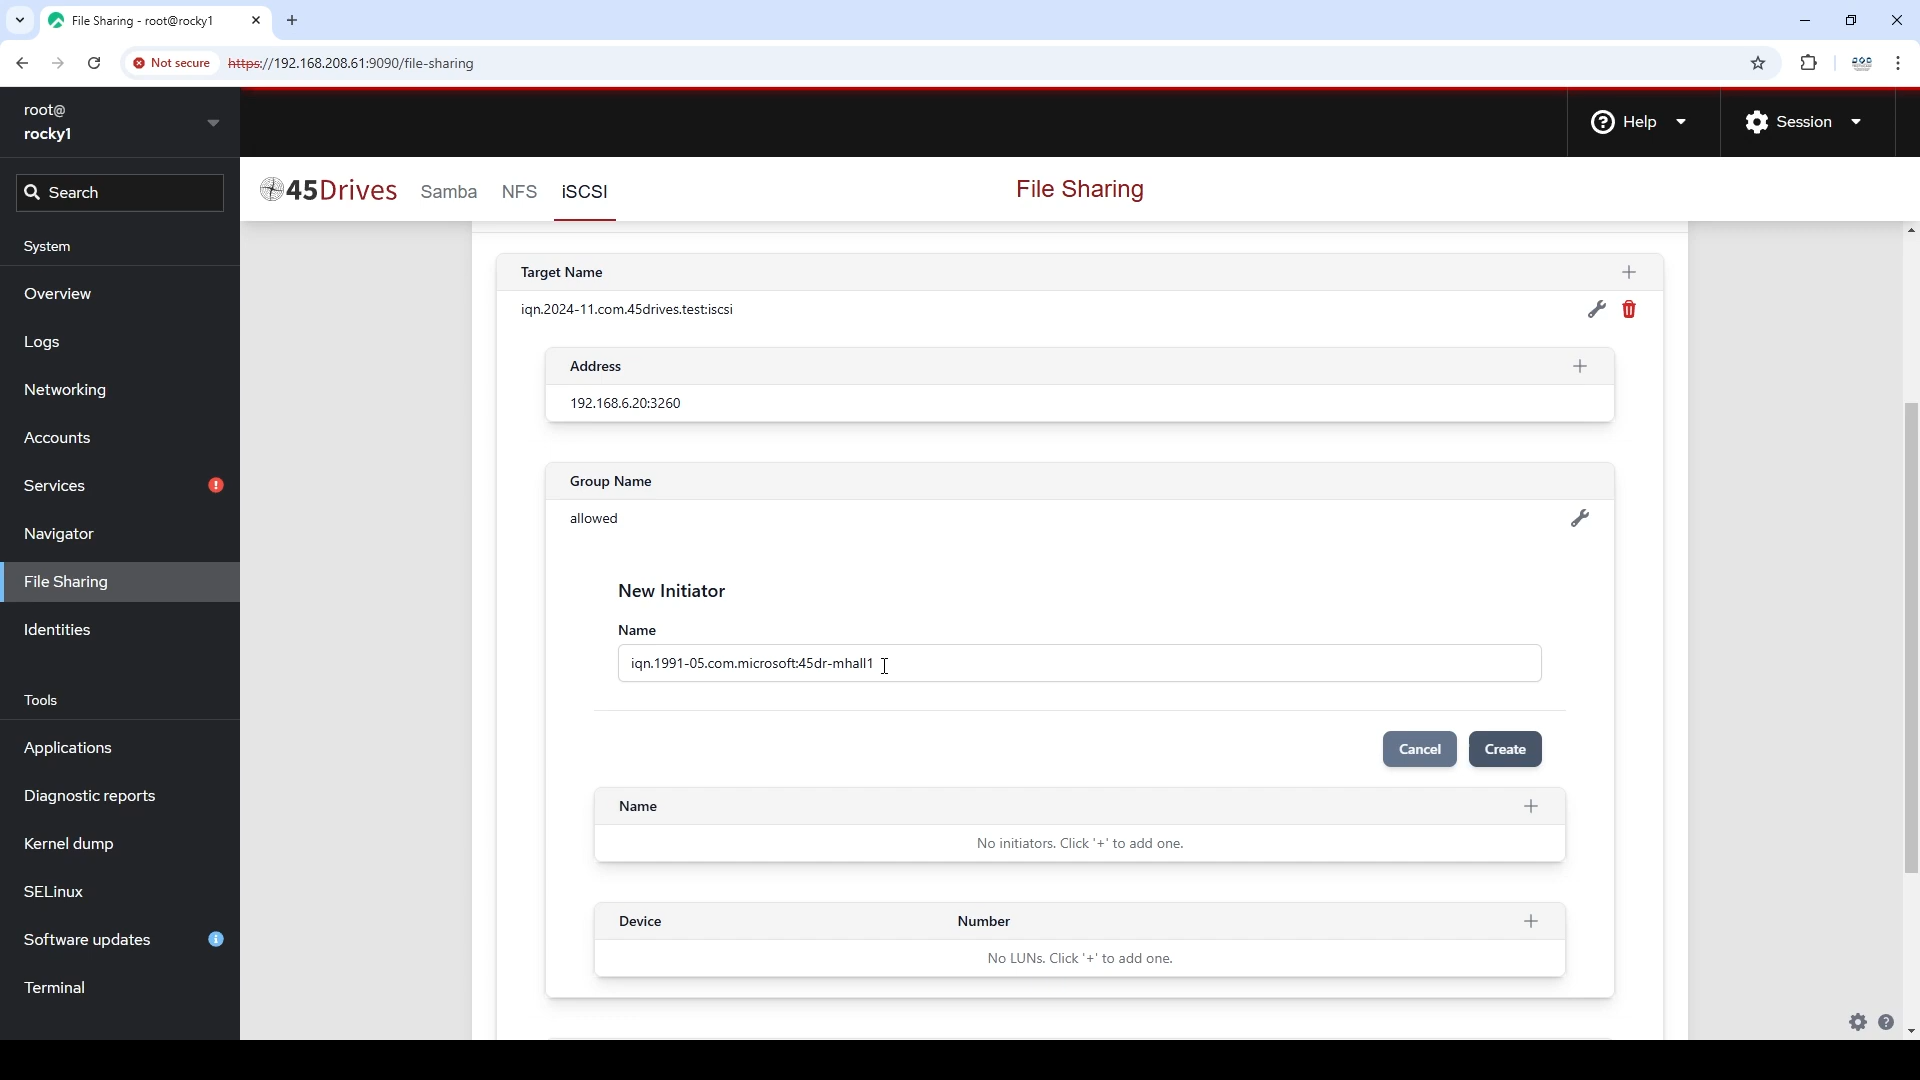 File Sharing - root@rocky1
Not secure
https://192.168.208.61:9090/file-sharing
root@
rocky1
Help
Session
Search
45Drives
Samba
NFS
iSCSI
File Sharing
System
Overview
Logs
Networking
Accounts
Services
Navigator
File Sharing
Identities
Tools
Applications
Diagnostic reports
Kernel dump
SELinux
Software updates
Terminal
Target Name
iqn.2024-11.com.45drives.test:iscsi
Address
192.168.6.20:3260
Group Name
allowed
New Initiator
Name
iqn.1991-05.com.microsoft:45dr-mhall1
Cancel
Create
Name
No initiators. Click '+' to add one.
Device Number
No LUNs. Click '+' to add one.